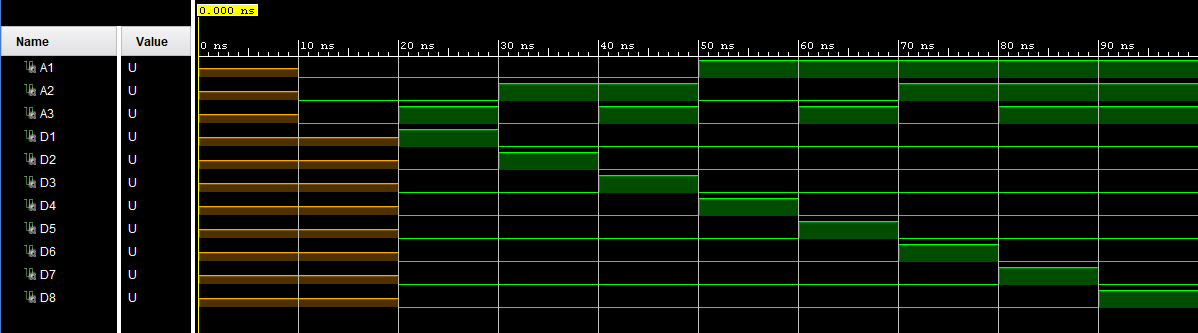 0.000 ns
Name Value
0 ns 10 ns 20 ns 30 ns 40 ns 50 ns 60 ns 70 ns 80 ns 90 ns
A1 U
A2 U
A3 U
D1 U
D2 U
D3 U
D4 U
D5 U
D6 U
D7 U
D8 U